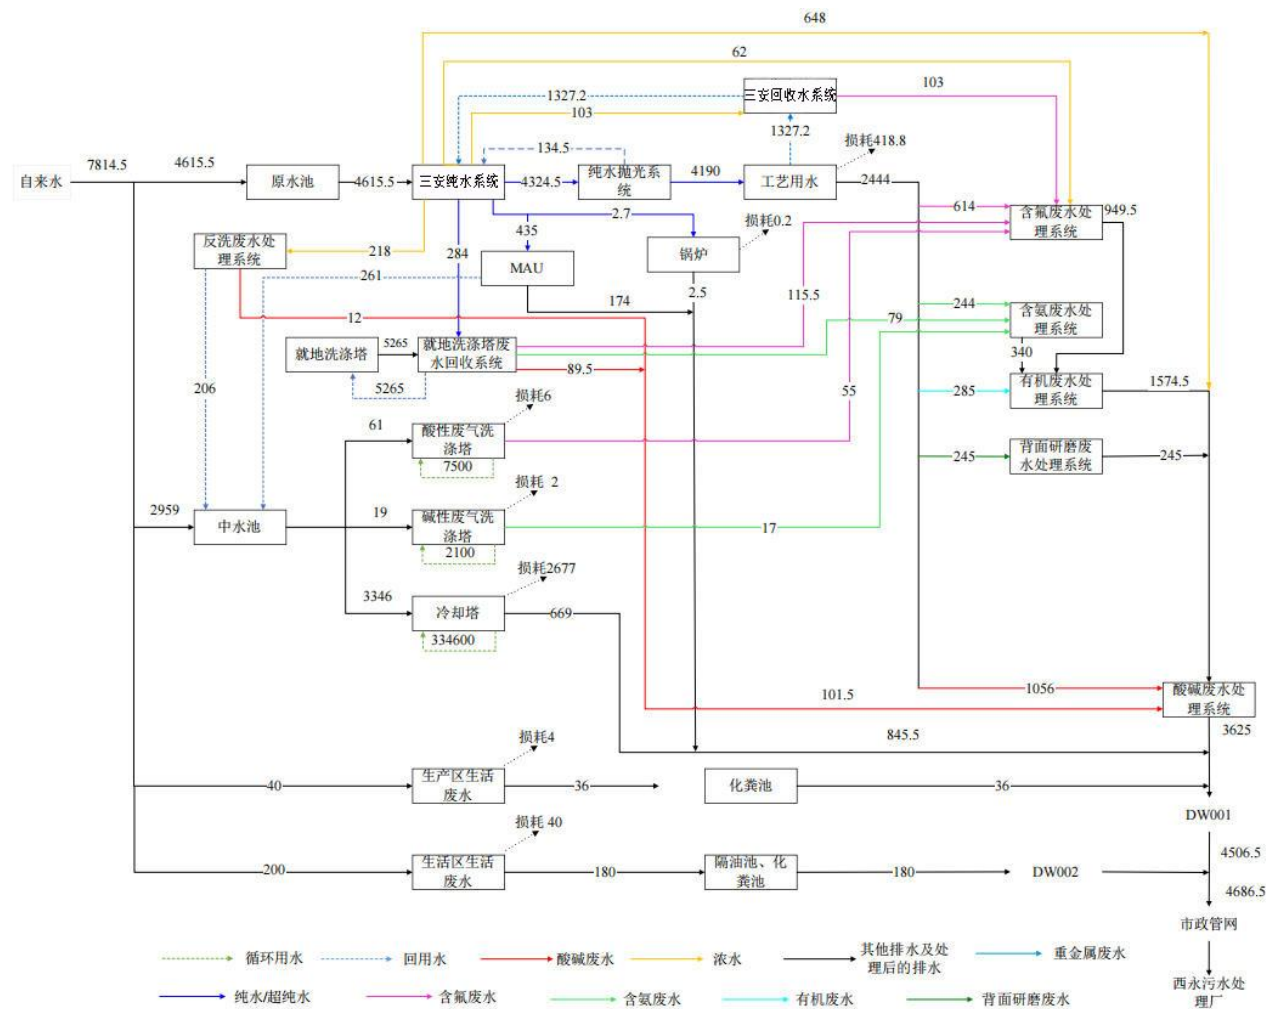 648
62
1327.2
三安回收水系统
103
103
1327.2
损耗418.8
7814.5
4615.5
134.5
自来水
原水池
4615.5
三安纯水系统
4324.5
纯水抛光系
统
4190
工艺用水
2444
614
含氟废水处
理系统
949.5
2.7
损耗0.2
435
反洗废水处
理系统
218
284
锅炉
261
MAU
2.5
115.5
174
244
含氨废水处
理系统
12
79
340
就地洗涤塔
5265
就地洗涤塔废
水回收系统
89.5
5265
206
55
285
有机废水处
理系统
1574.5
损耗6
61
酸性废气洗
涤塔
7500
背面研磨废
水处理系统
245
245
损耗 2
2959
中水池
19
碱性废气洗
涤塔
2100
17
损耗2677
3346
冷却塔
669
334600
101.5
1056
酸碱废水处
理系统
3625
845.5
损耗4
40
生产区生活
废水
36
化粪池
36
DW001
损耗 40
200
生活区生活
废水
180
隔油池、化
粪池
180
DW002
4506.5
4686.5
市政管网
西永污水处
理厂
循环用水
回用水
酸碱废水
浓水
其他排水及处
理后的排水
重金属废水
纯水/超纯水
含氟废水
含氨废水
有机废水
背面研磨废水